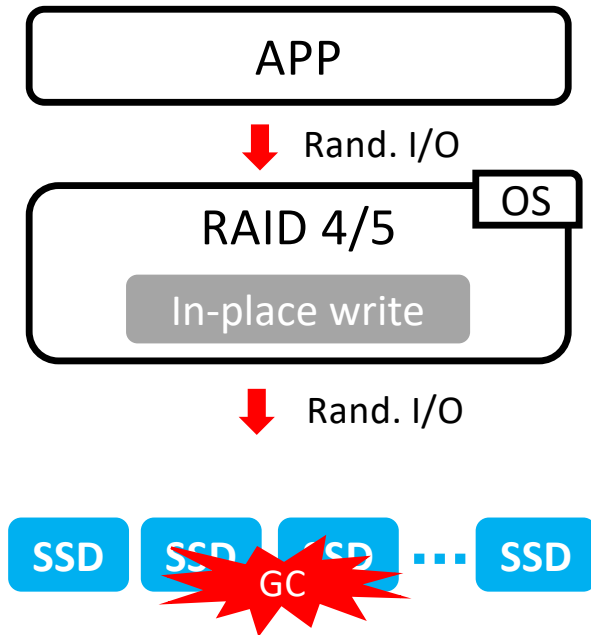 APP
Rand. I/O
OS
RAID 4/5
In-place write
Rand. I/O
SSD SSD SSD ... SSD
GC